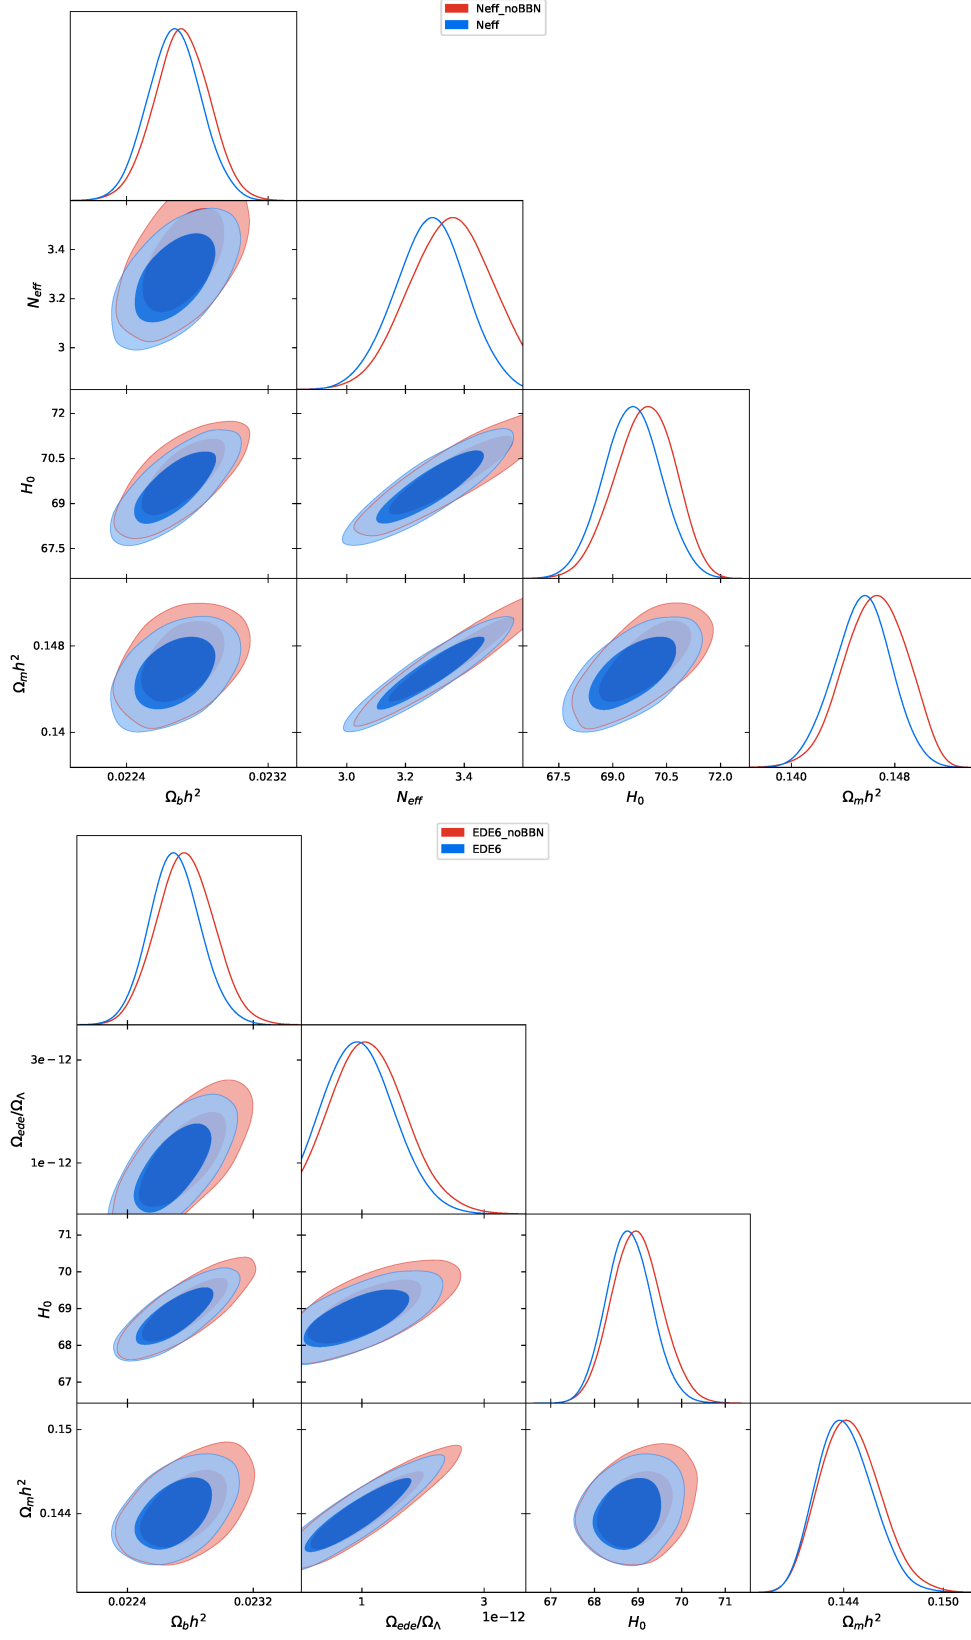 Neff_noBBN
Neff
3.4
3.2
3
N_eff
72
70.5
69
67.5
H_0
0.148
0.14
Ω_m h^2
0.0224 0.0232
Ω_b h^2
3.0 3.2 3.4
N_eff
67.5 69.0 70.5 72.0
H_0
0.140 0.148
Ω_m h^2
EDE6_noBBN
EDE6
3e−12
1e−12
Ω_ede/Ω_Λ
71
70
69
68
67
H_0
0.15
0.144
Ω_m h^2
0.0224 0.0232
Ω_b h^2
1 3
1e−12
Ω_ede/Ω_Λ
67 68 69 70 71
H_0
0.144 0.150
Ω_m h^2